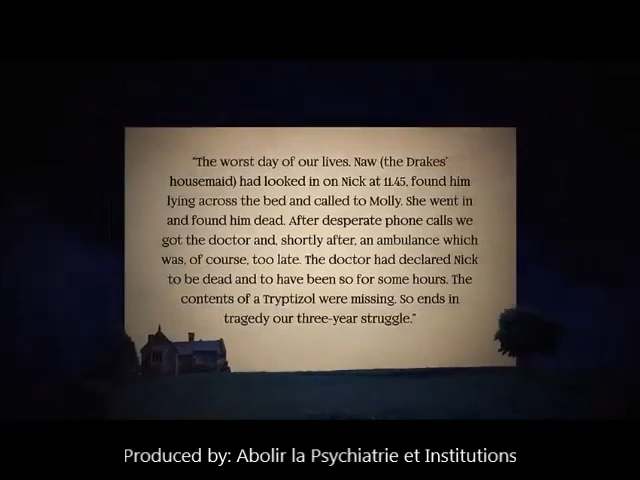 "The worst day of our lives. Naw (the Drakes'
housemaid) had looked in on Nick at 11.45, found him
lying across the bed and called to Molly. She went in
and found him dead. After desperate phone calls we
got the doctor and, shortly after, an ambulance which
was, of course, too late. The doctor had declared Nick
to be dead and to have been so for some hours. The
contents of a Tryptizol were missing. So ends in
tragedy our three-year struggle."
Produced by: Abolir la Psychiatrie et Institutions